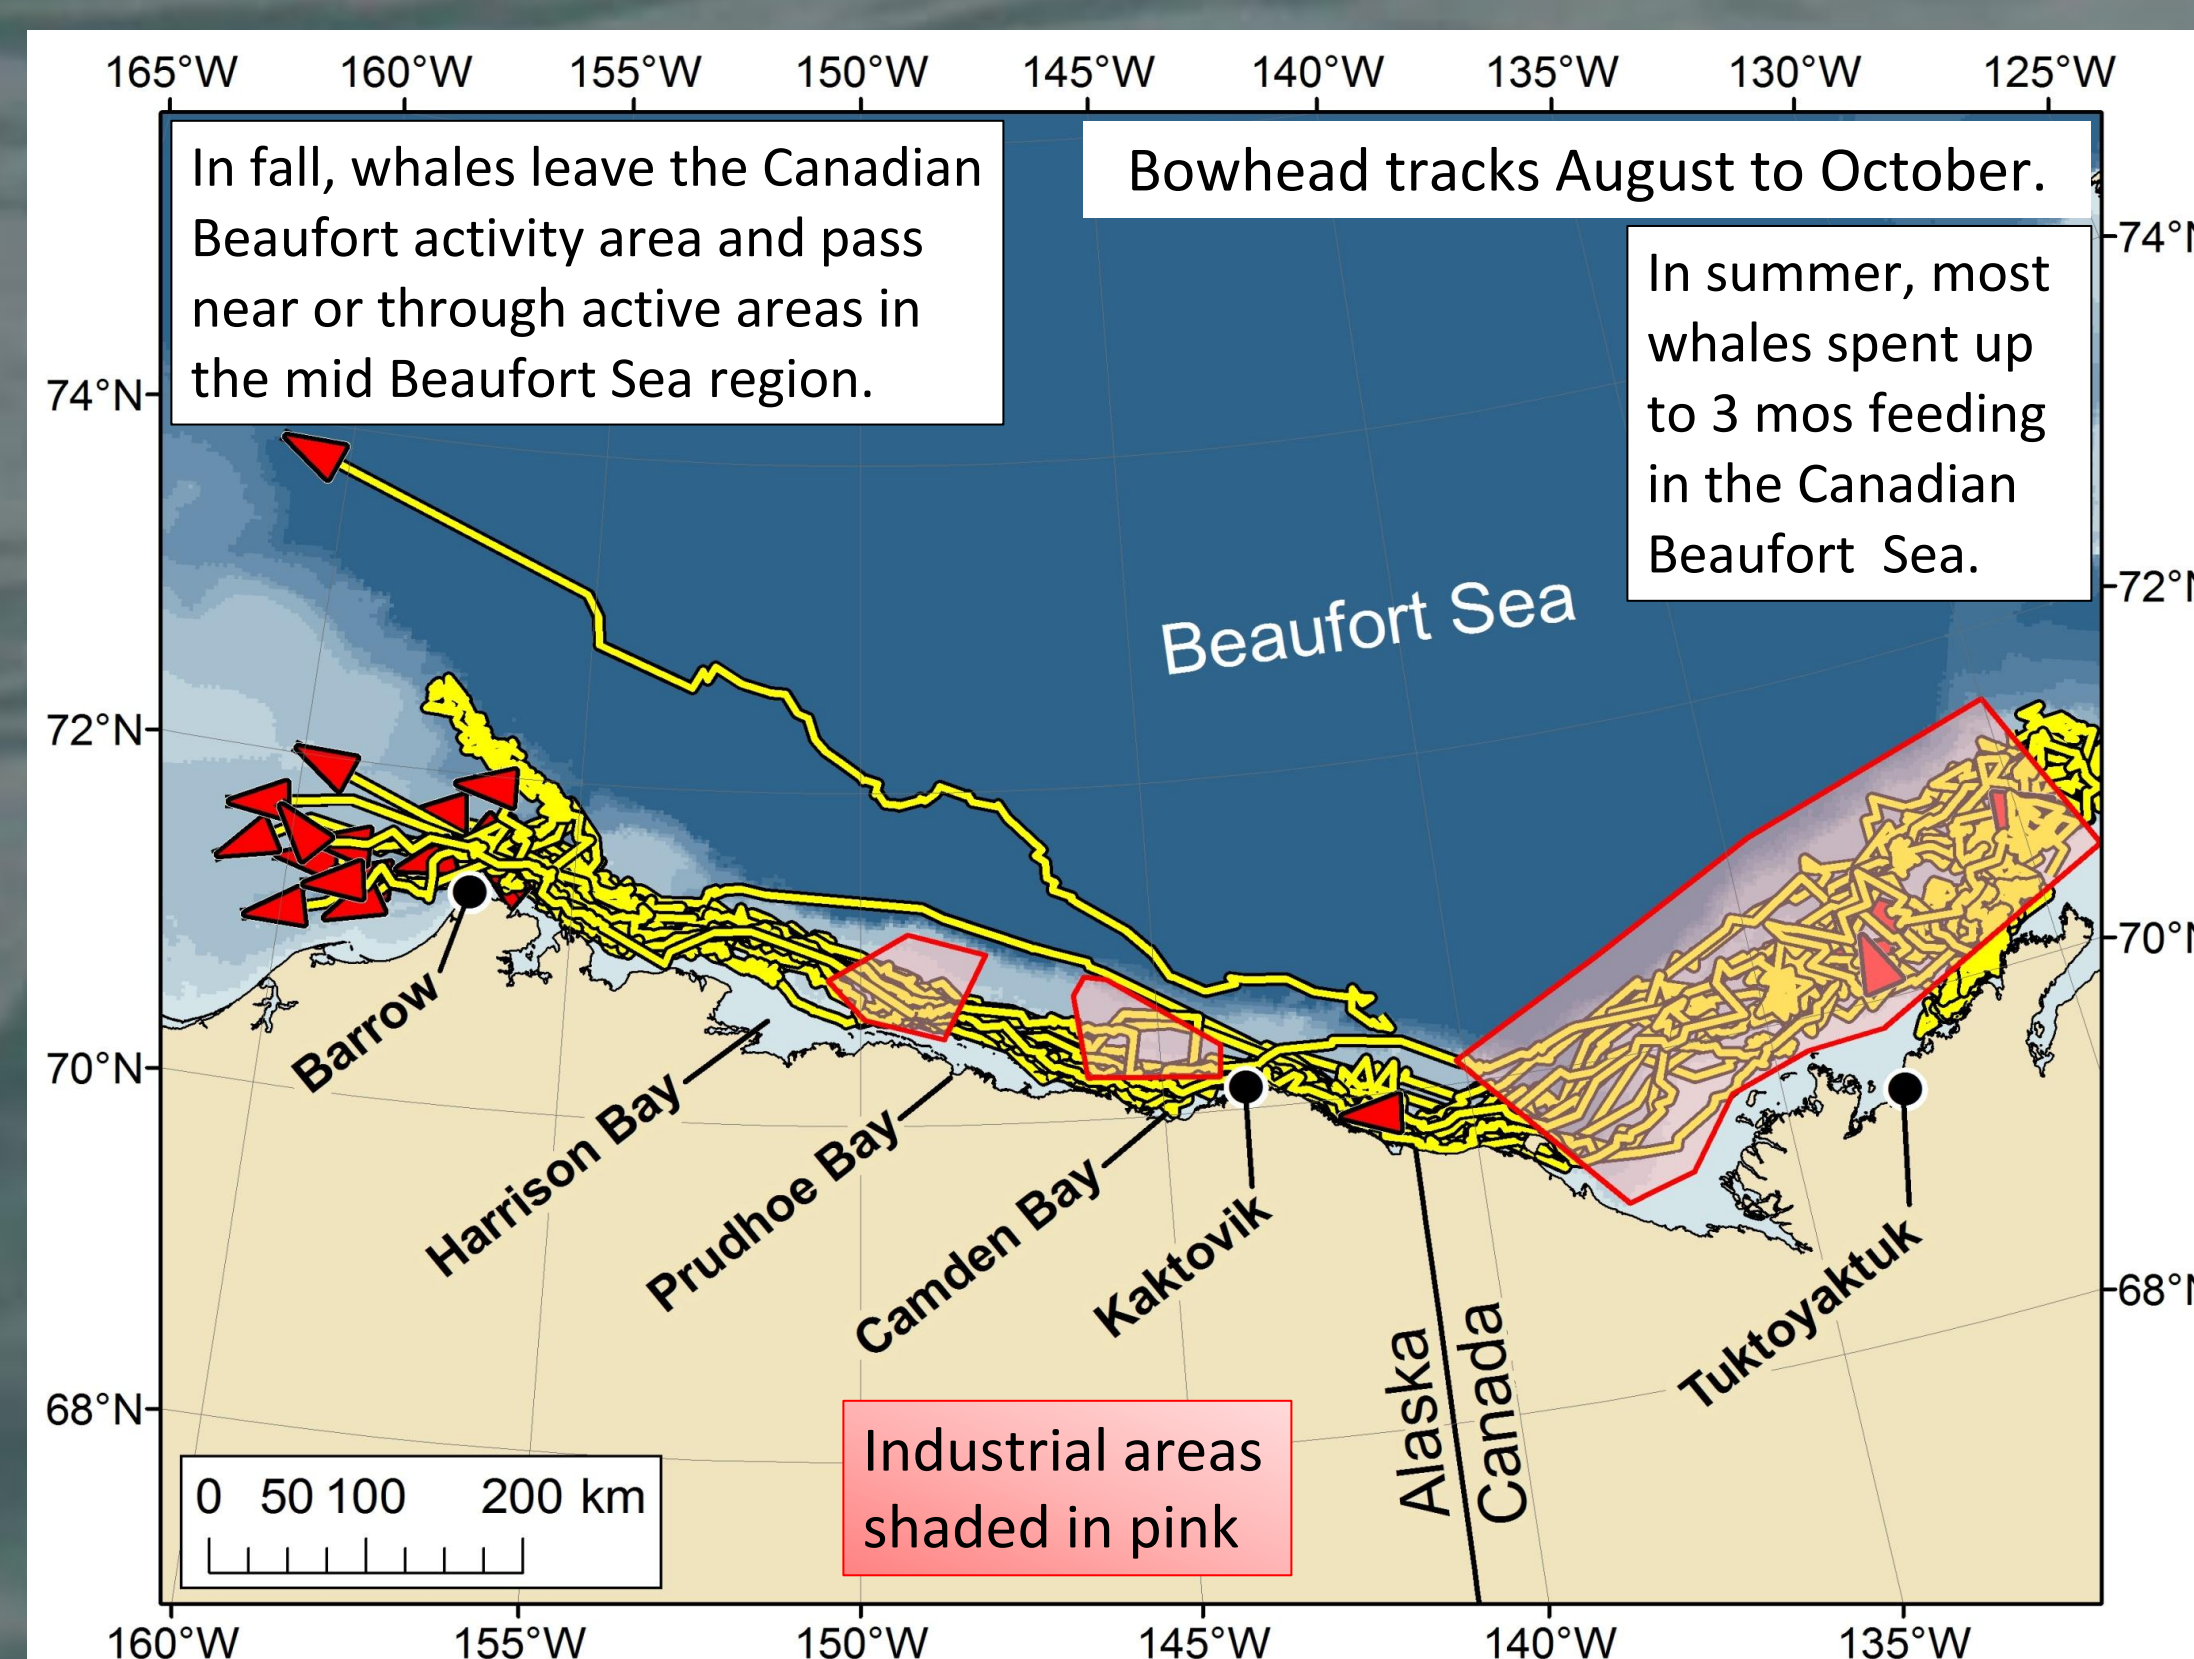 165°W 160°W 155°W 150°W 145°W 140°W 135°W 130°W 125°W
In fall, whales leave the Canadian
Beaufort activity area and pass
near or through active areas in
the mid Beaufort Sea region.
Bowhead tracks August to October.
In summer, most
whales spent up
to 3 mos feeding
in the Canadian
Beaufort Sea.
74°N
72°N
70°N
68°N
74°N
72°N
70°N
68°N
Beaufort Sea
Barrow
Harrison Bay
Prudhoe Bay
Camden Bay
Kaktovik
Tuktoyaktuk
Alaska
Canada
Industrial areas
shaded in pink
0 50 100 200 km
160°W 155°W 150°W 145°W 140°W 135°W